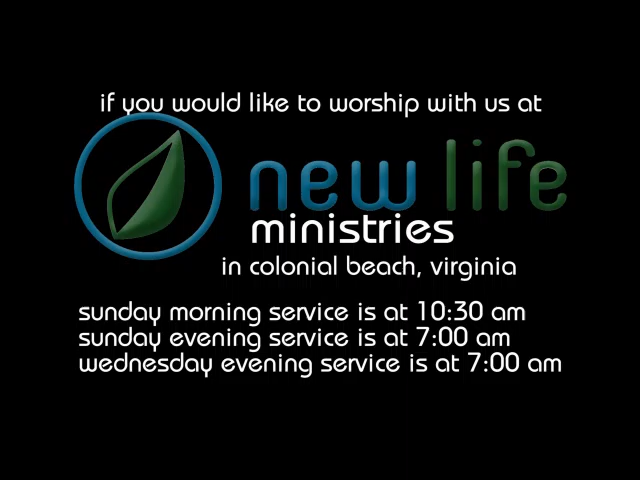 if you would like to worship with us at
new life
ministries
in colonial beach, virginia
sunday morning service is at 10:30 am
sunday evening service is at 7:00 am
wednesday evening service is at 7:00 am